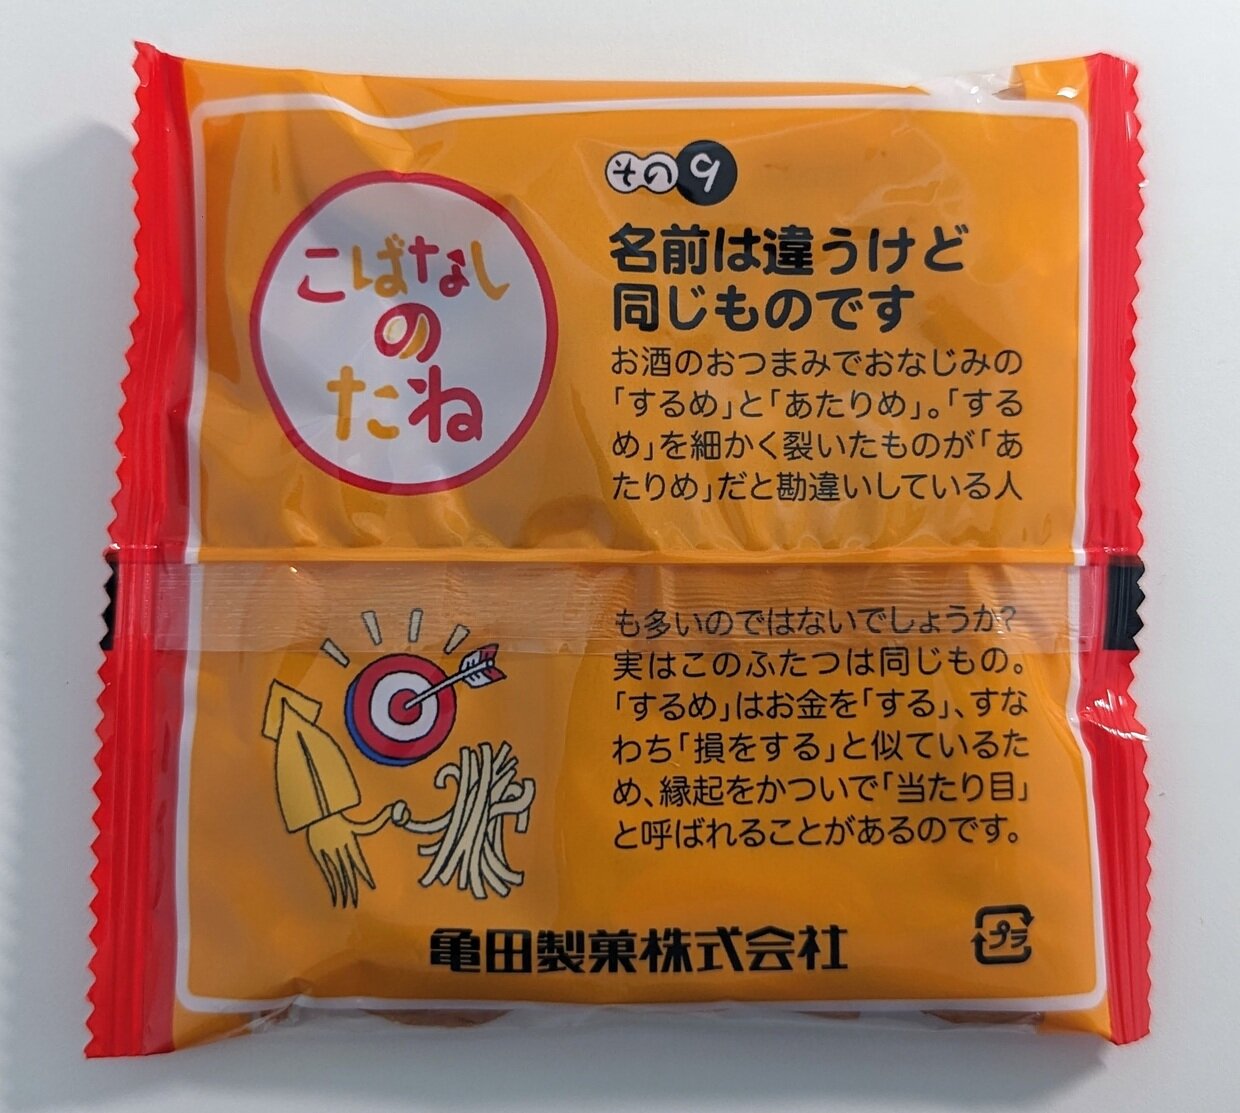 こばなし
の
たね
その9
名前は違うけど
同じものです
お酒のおつまみでおなじみの
「するめ」と「あたりめ」。「する
め」を細かく裂いたものが「あ
たりめ」だと勘違いしている人
も多いのではないでしょうか?
実はこのふたつは同じもの。
「するめ」はお金を「する」、すな
わち「損をする」と似ているた
め、縁起をかついで「当たり目」
と呼ばれることがあるのです。
亀田製菓株式会社
プラ